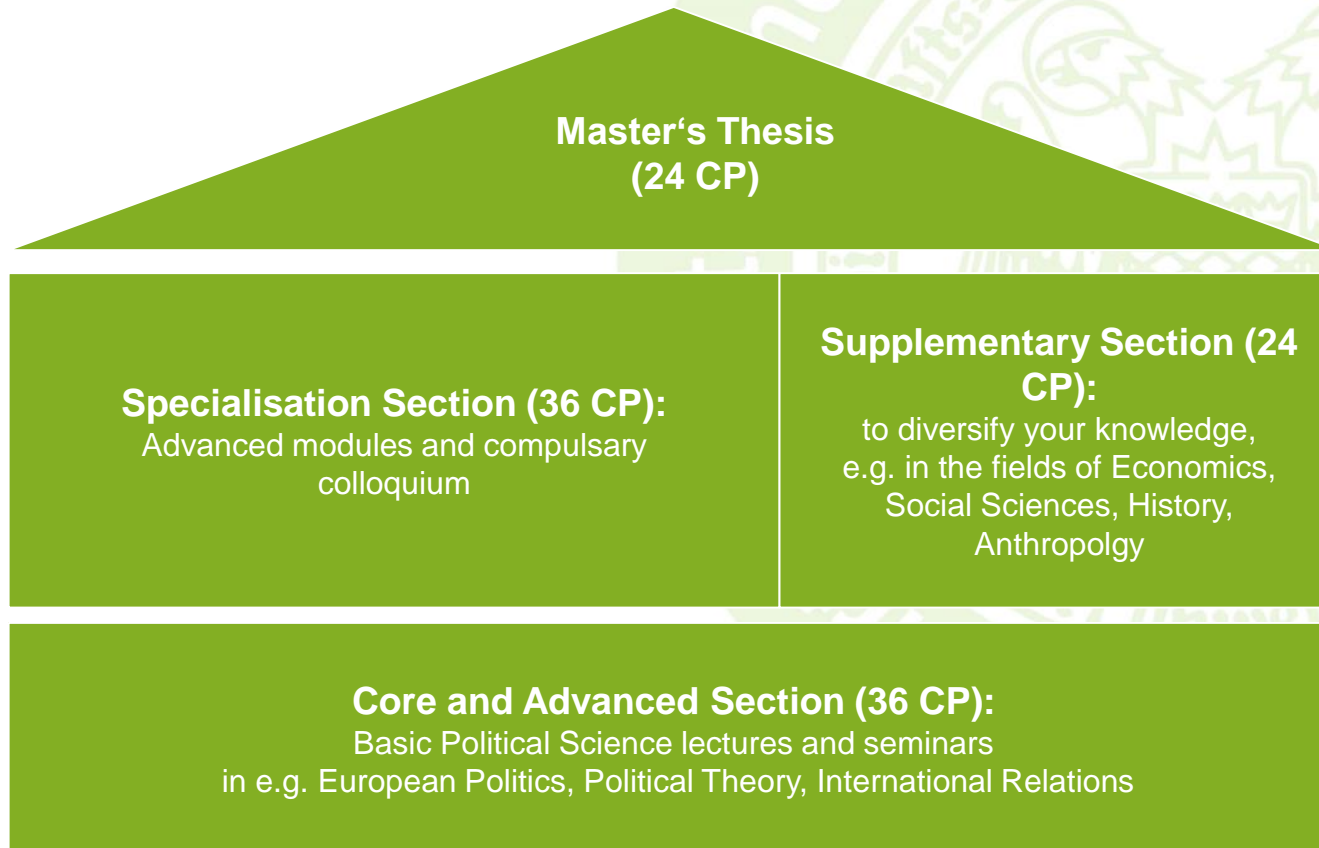 Master‘s Thesis
(24 CP)
Specialisation Section (36 CP):
Advanced modules and compulsary
colloquium
Supplementary Section (24
CP):
to diversify your knowledge,
e.g. in the fields of Economics,
Social Sciences, History,
Anthropolgy
Core and Advanced Section (36 CP):
Basic Political Science lectures and seminars
in e.g. European Politics, Political Theory, International Relations